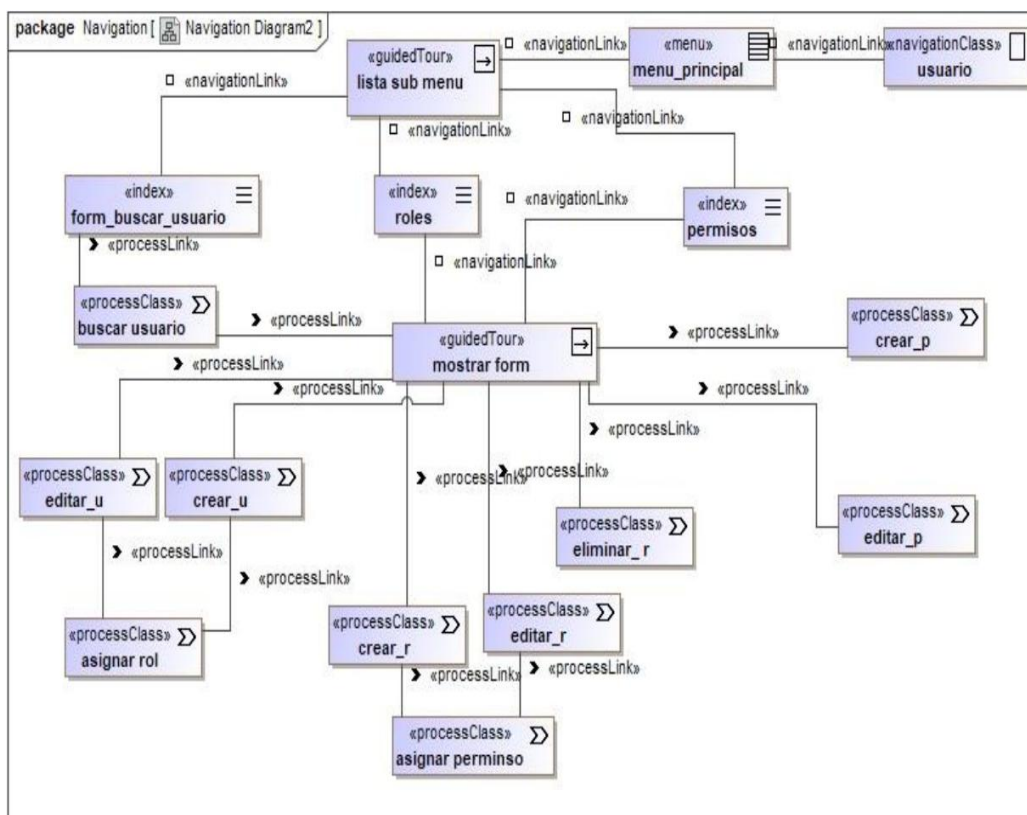 package Navigation [ Navigation Diagram2 ]
«guidedTour»
lista sub menu
«navigationLink»
«menu»
menu_principal
«navigationLink»
«navigationClass»
usuario
«navigationLink»
«navigationLink»
«navigationLink»
«index»
form_buscar_usuario
«index»
roles
«navigationLink»
«index»
permisos
«processLink»
«navigationLink»
«processClass»
buscar usuario
«processLink»
«guidedTour»
mostrar form
«processLink»
«processClass»
crear_p
«processLink»
«processLink»
«processLink»
«processLink»
«processClass»
editar_u
«processClass»
crear_u
«processLink»
«processLink»
«processClass»
eliminar_ r
«processClass»
editar_p
«processLink»
«processLink»
«processClass»
asignar rol
«processClass»
crear_r
«processClass»
editar_r
«processLink»
«processLink»
«processClass»
asignar perminso